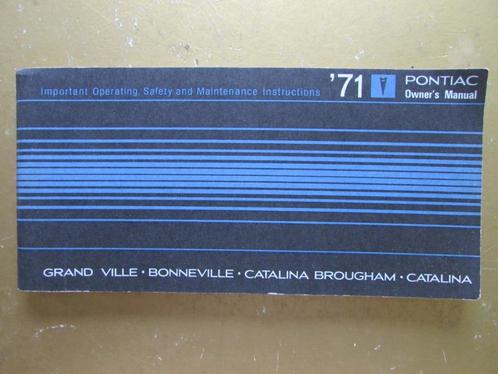 Important Operating, Safety and Maintenance Instructions '71 PONTIAC
Owner's Manual
GRAND VILLE • BONNEVILLE • CATALINA BROUGHAM • CATALINA